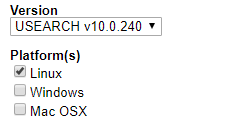 Version
USEARCH v10.0.240
Platform(s)
Linux
Windows
Mac OSX